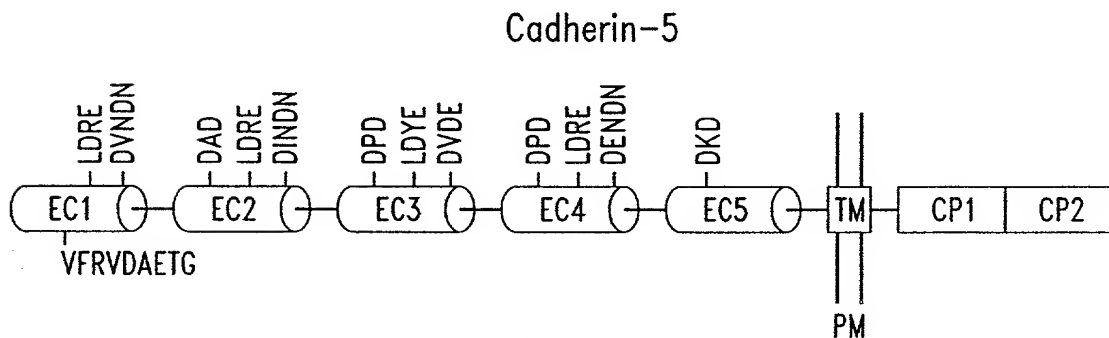 Cadherin-5
LDRE
DVNDN
DAD
LDRE
DINDN
DPD
LDYE
DVDE
DPD
LDRE
DENDN
DKD
EC1
EC2
EC3
EC4
EC5
TM
CP1
CP2
VFRVDAETG
PM